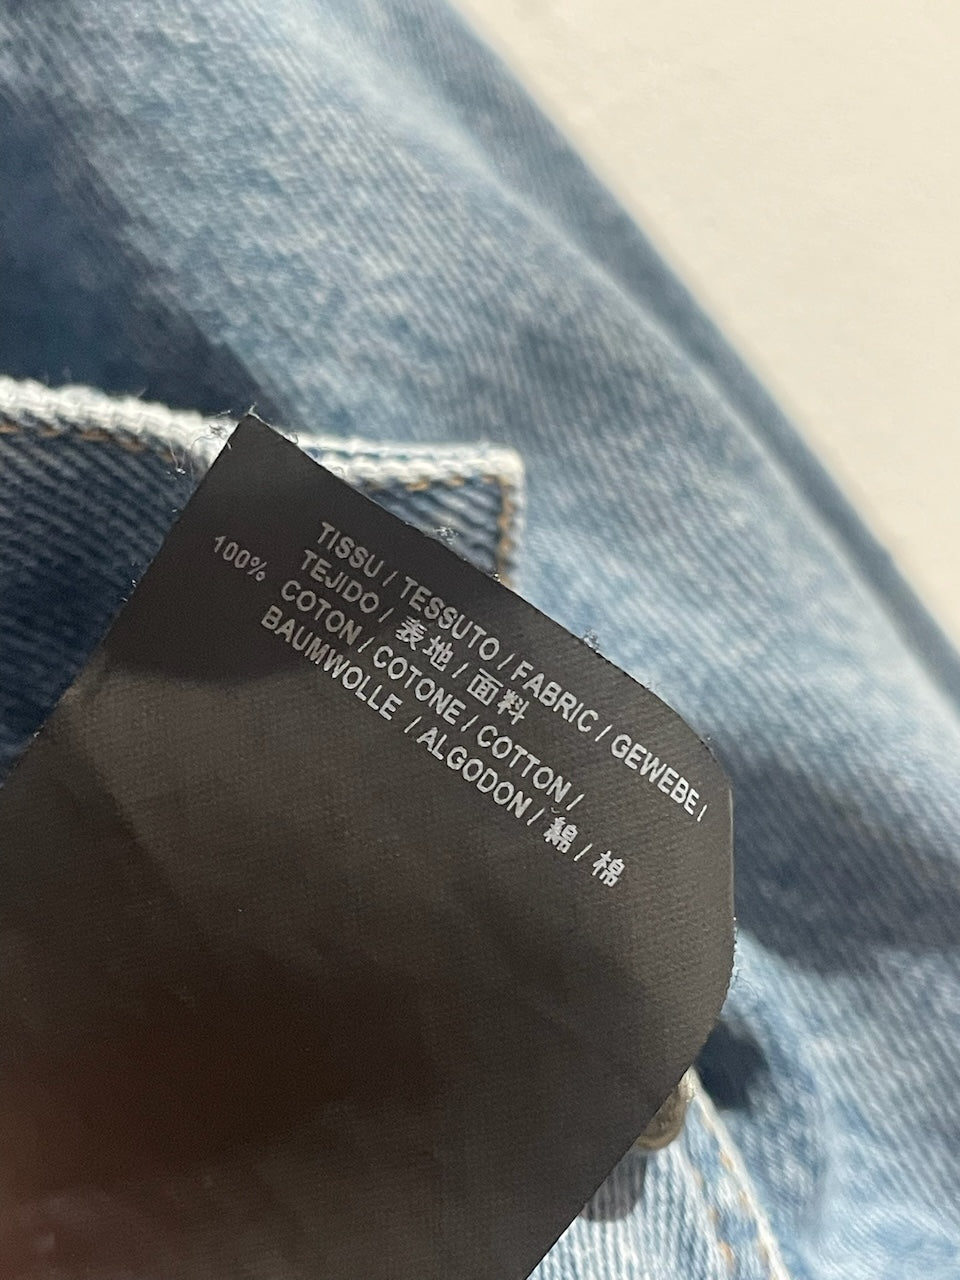 TISSU / TESSUTO / FABRIC / GEWEBE /
TEJIDO / 表地 / 面料
100% COTON / COTONE / COTTON /
BAUMWOLLE / ALGODON / 綿 / 棉